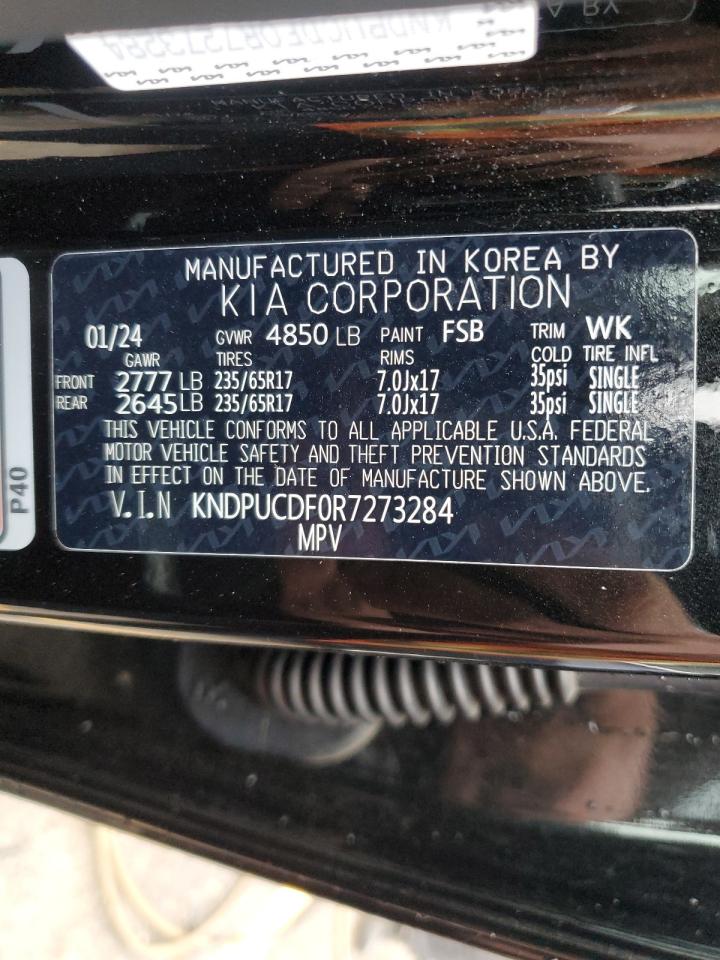 MANUFACTURED IN KOREA BY
KIA CORPORATION
01/24 GVWR 4850 LB PAINT FSB TRIM WK
GAWR TIRES RIMS COLD TIRE INFL
FRONT 2777 LB 235/65R17 7.0Jx17 35psi SINGLE
REAR 2645 LB 235/65R17 7.0Jx17 35psi SINGLE
THIS VEHICLE CONFORMS TO ALL APPLICABLE U.S.A. FEDERAL
MOTOR VEHICLE SAFETY AND THEFT PREVENTION STANDARDS
IN EFFECT ON THE DATE OF MANUFACTURE SHOWN ABOVE.
V.I.N KNDPUCDF0R7273284
MPV
P40